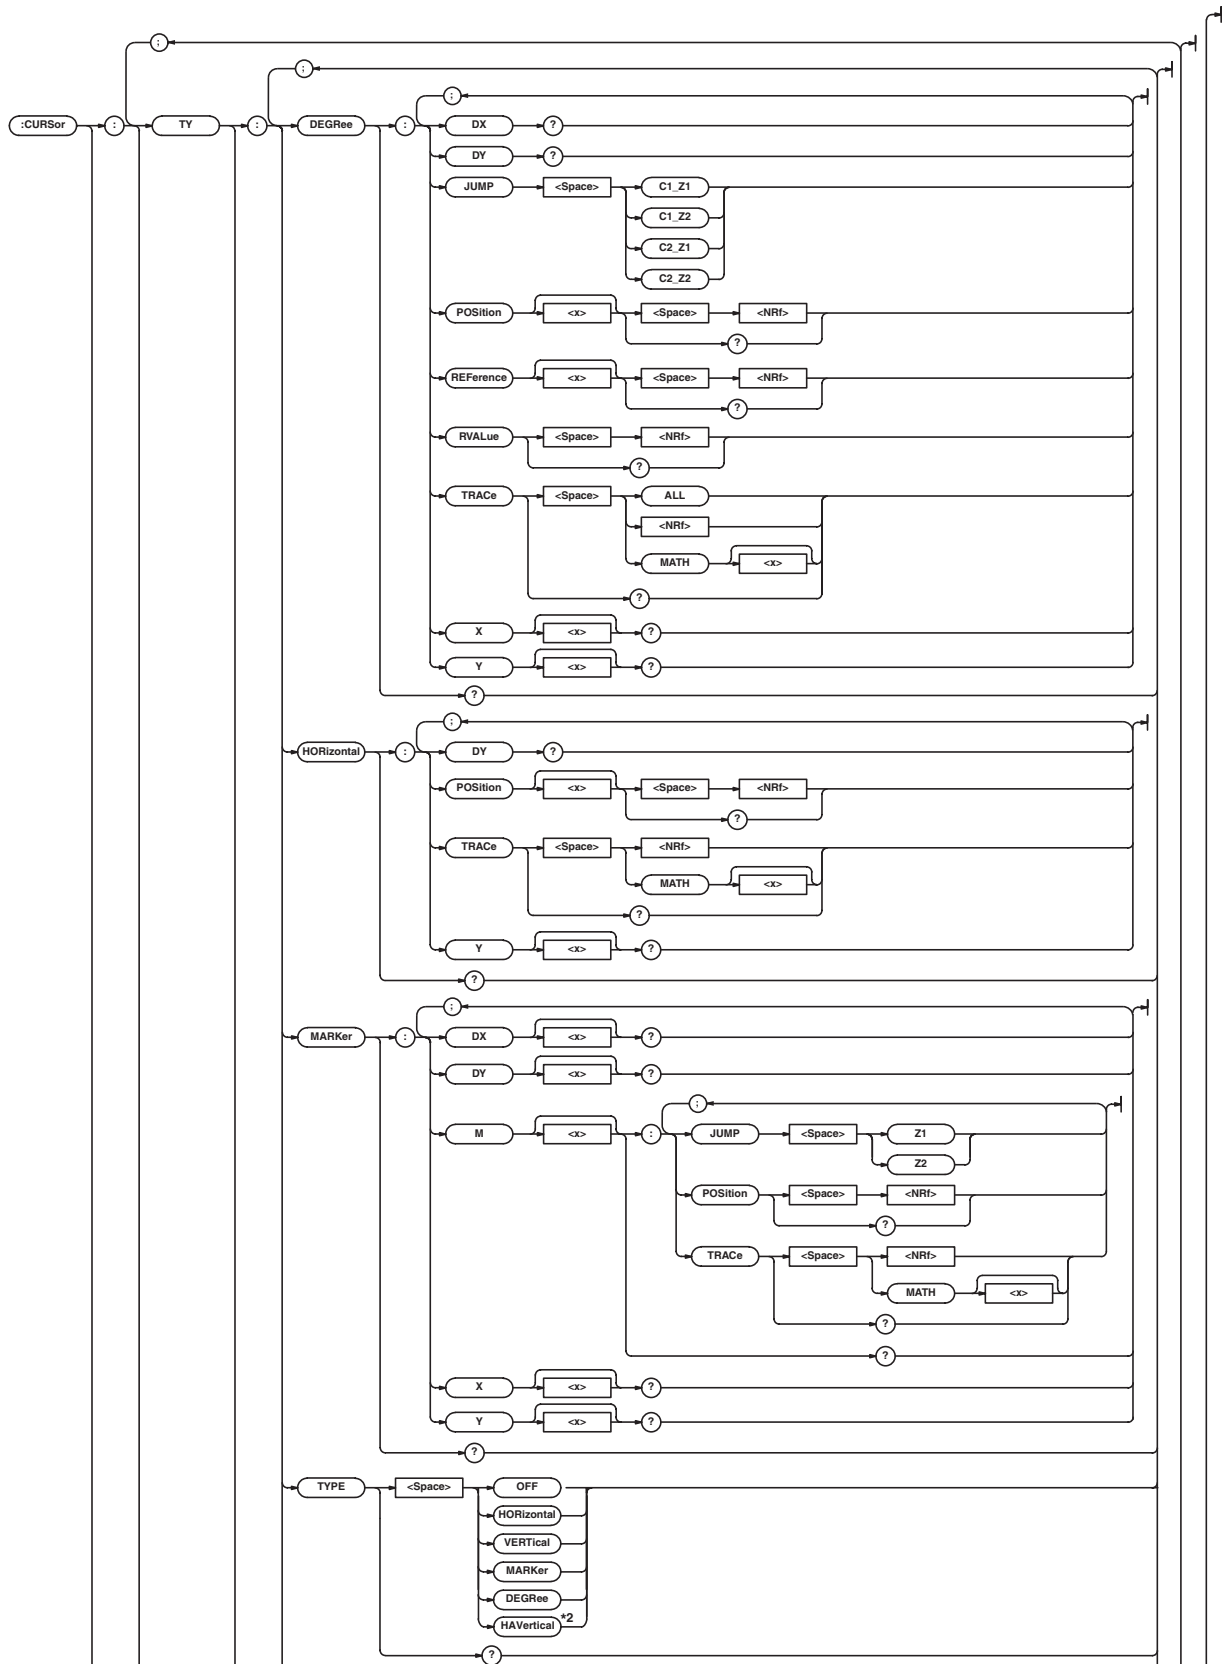 ;
;
;
:CURSor : TY : DEGRee : DX ?
DY ?
JUMP <Space> C1_Z1
C1_Z2
C2_Z1
C2_Z2
POSition <x> <Space> <NRf>
?
REFerence <x> <Space> <NRf>
?
RVALue <Space> <NRf>
?
TRACe <Space> ALL
<NRf>
MATH <x>
?
X <x> ?
Y <x> ?
?
;
HORizontal : DY ?
POSition <x> <Space> <NRf>
?
TRACe <Space> <NRf>
MATH <x>
?
Y <x> ?
?
;
MARKer : DX <x> ?
DY <x> ?
;
M <x> : JUMP <Space> Z1
Z2
POSition <Space> <NRf>
?
TRACe <Space> <NRf>
MATH <x>
?
?
X <x> ?
Y <x> ?
?
TYPE <Space> OFF
HORizontal
VERTical
MARKer
DEGRee
HAVertical *2
?